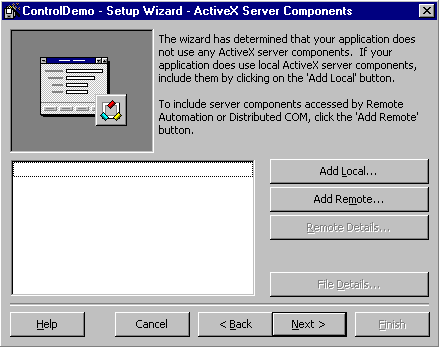 ControlDemo - Setup Wizard - ActiveX Server Components
The wizard has determined that your application does
not use any ActiveX server components.  If your
application does use local ActiveX server components,
include them by clicking on the 'Add Local' button.
To include server components accessed by Remote
Automation or Distributed COM, click the 'Add Remote'
button.
Add Local...
Add Remote...
Remote Details...
File Details...
Help
Cancel
< Back
Next >
Finish